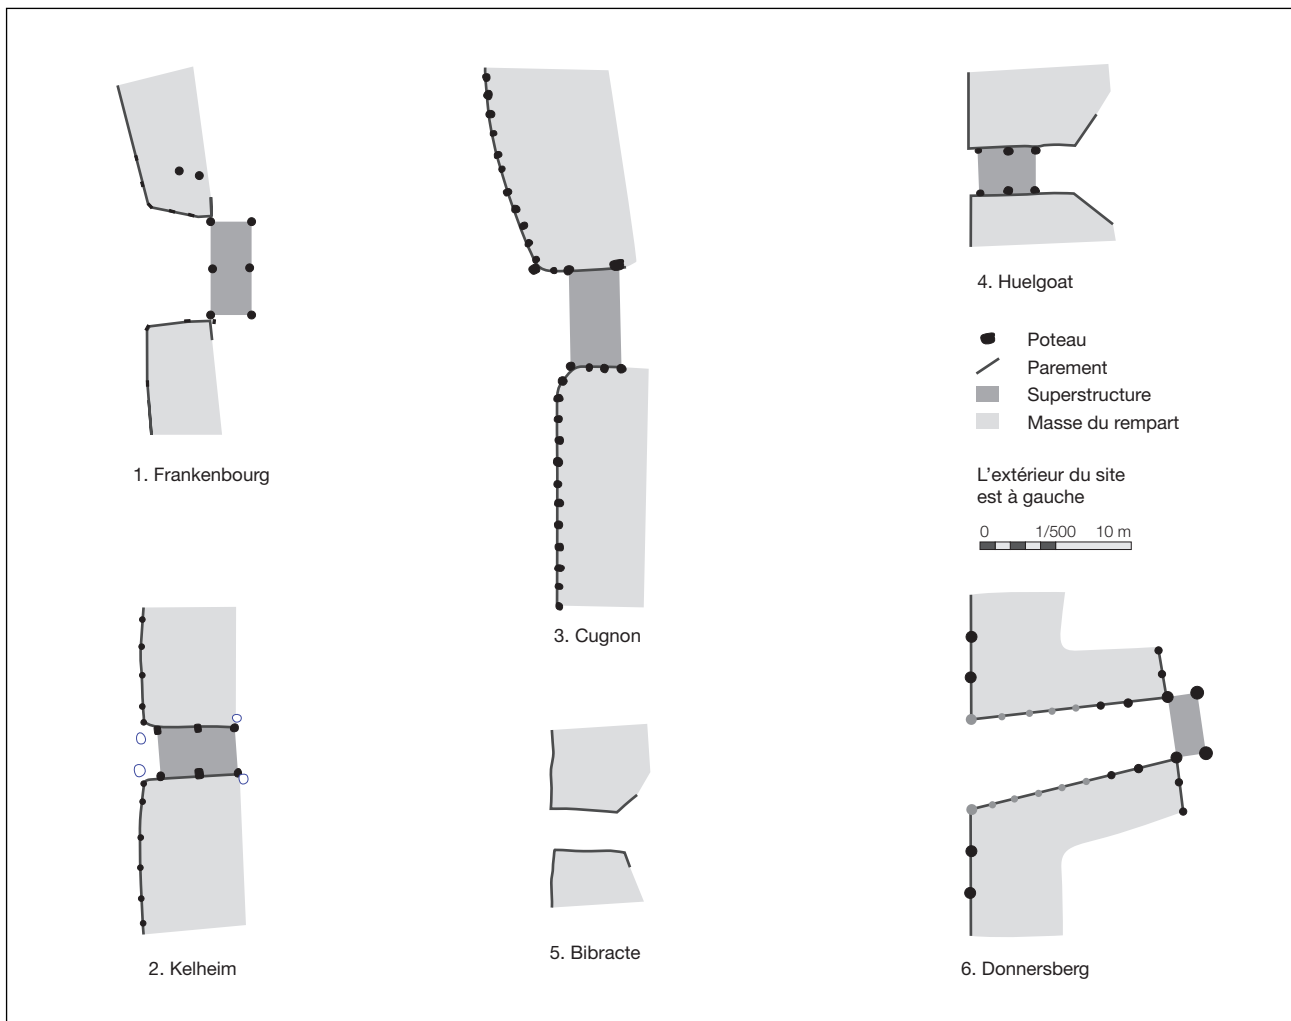 1. Frankenbourg
2. Kelheim
3. Cugnon
4. Huelgoat
Poteau
Parement
Superstructure
Masse du rempart
L'extérieur du site
est à gauche
0 1/500 10 m
5. Bibracte
6. Donnersberg